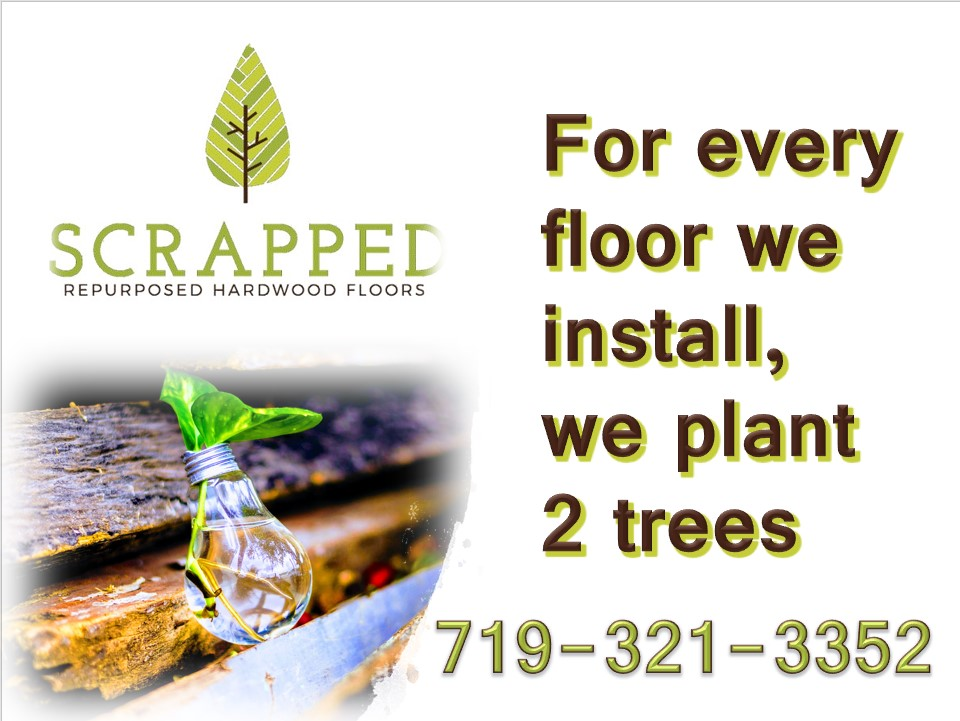 SCRAPPED
REPURPOSED HARDWOOD FLOORS
For every
floor we
install,
we plant
2 trees
719-321-3352